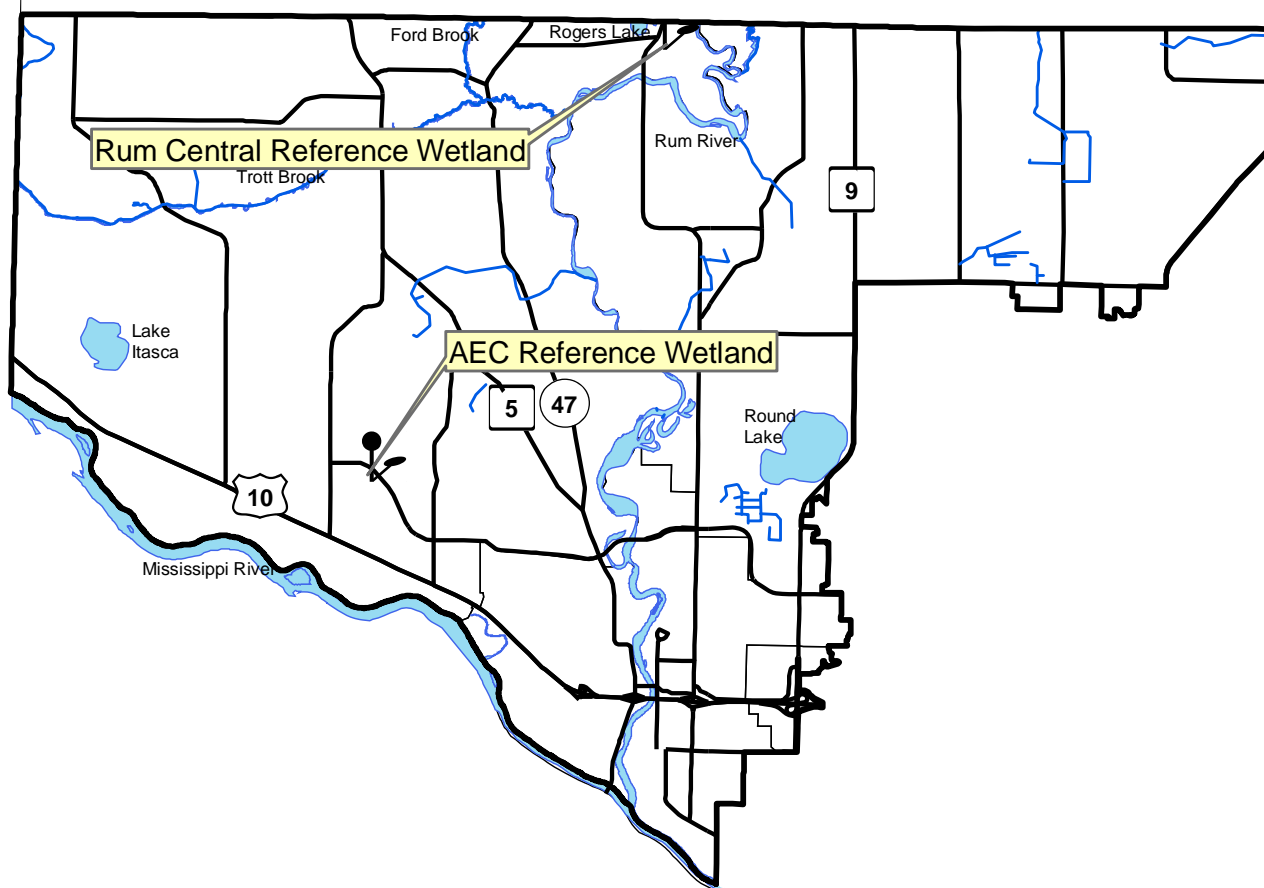 Ford Brook
Rogers Lake
Rum Central Reference Wetland
Rum River
Trott Brook
9
Lake
Itasca
AEC Reference Wetland
5
47
Round
Lake
10
Mississippi River